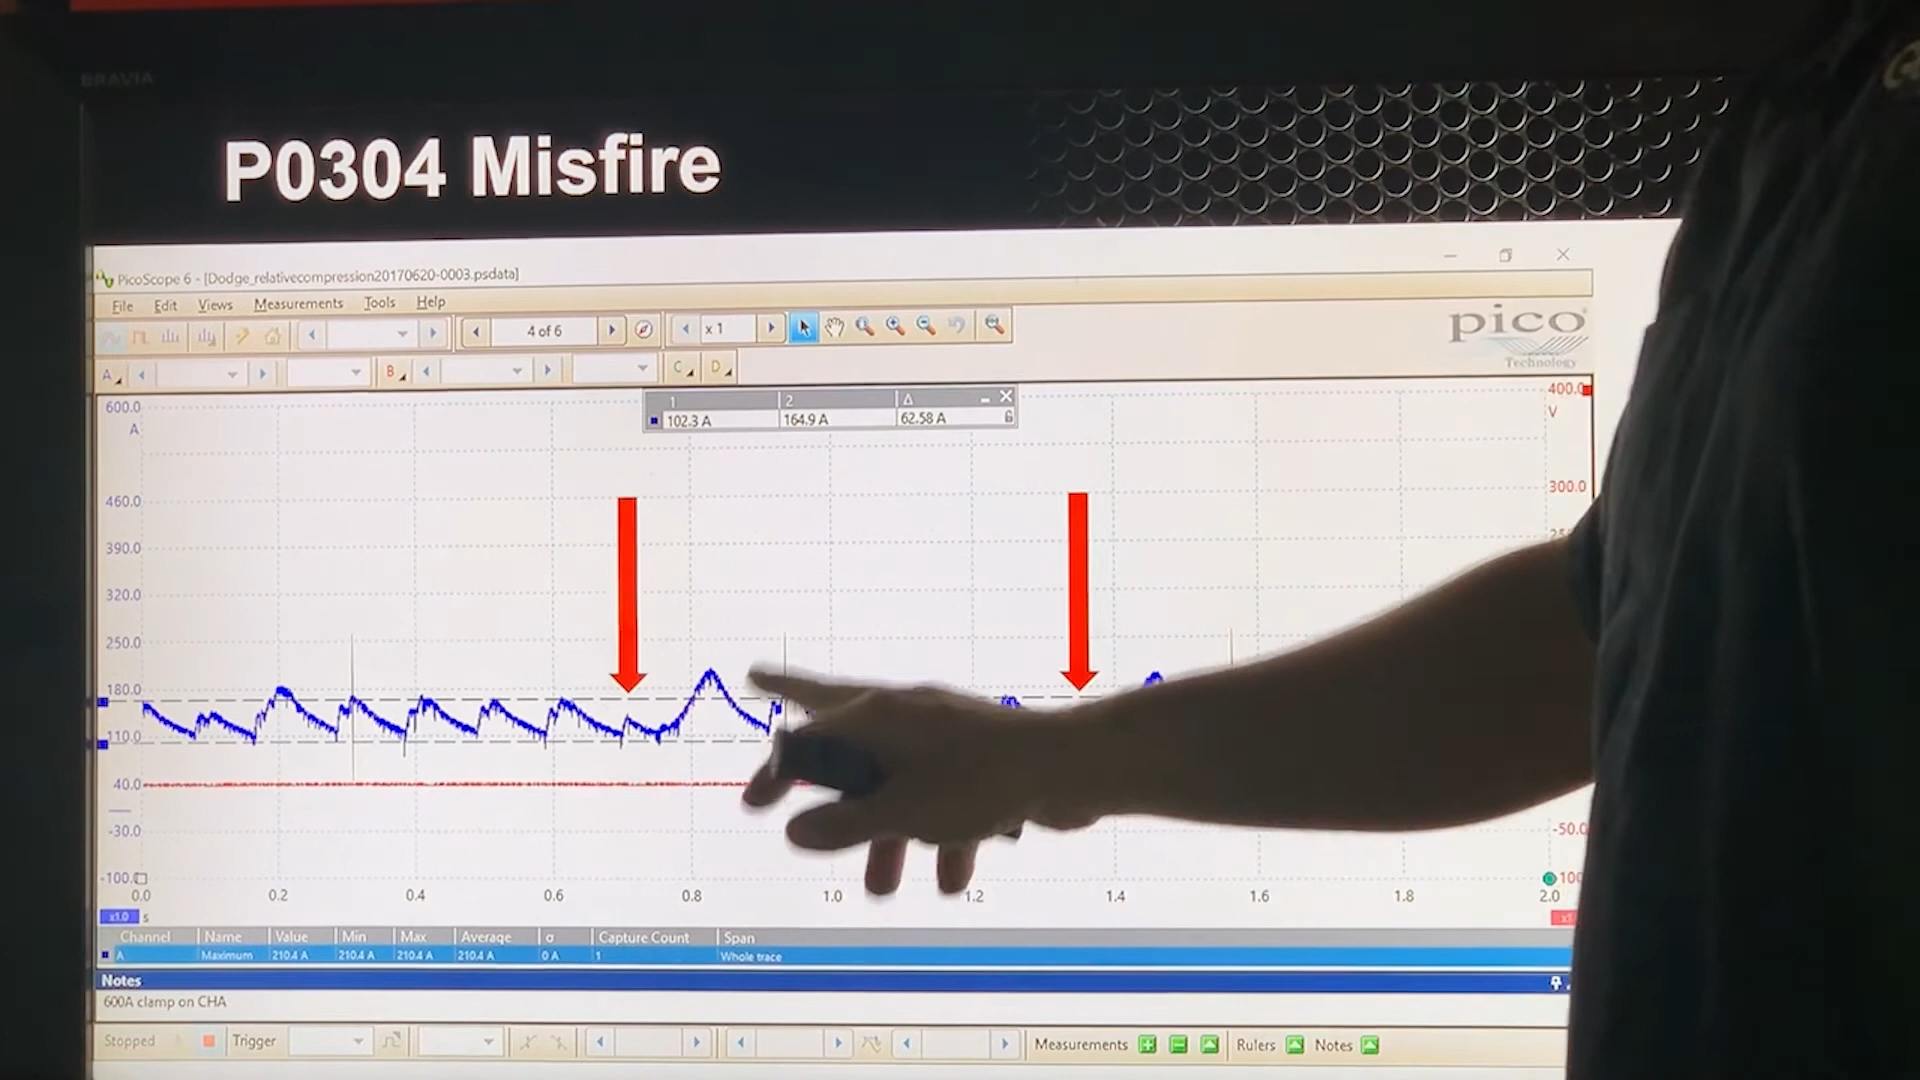 BRAVIA
P0304 Misfire
PicoScope 6 - [Dodge_relativecompression20170620-0003.psdata]
File Edit Views Measurements Tools Help
4 of 6 x 1
pico
Technology
A B C D
1 2 Δ
102.3 A 164.9 A 62.58 A
600.0 400.0
A V
460.0 300.0
390.0
320.0
250.0
180.0
110.0
40.0
-30.0 -50.0
-100.0
0.0 0.2 0.4 0.6 0.8 1.0 1.2 1.4 1.6 1.8 2.0
x1.0 s
Channel Name Value Min Max Average σ Capture Count Span
A Maximum 210.4 A 210.4 A 210.4 A 210.4 A 0 A 1 Whole trace
Notes
600A clamp on CHA
Stopped Trigger Measurements Rulers Notes